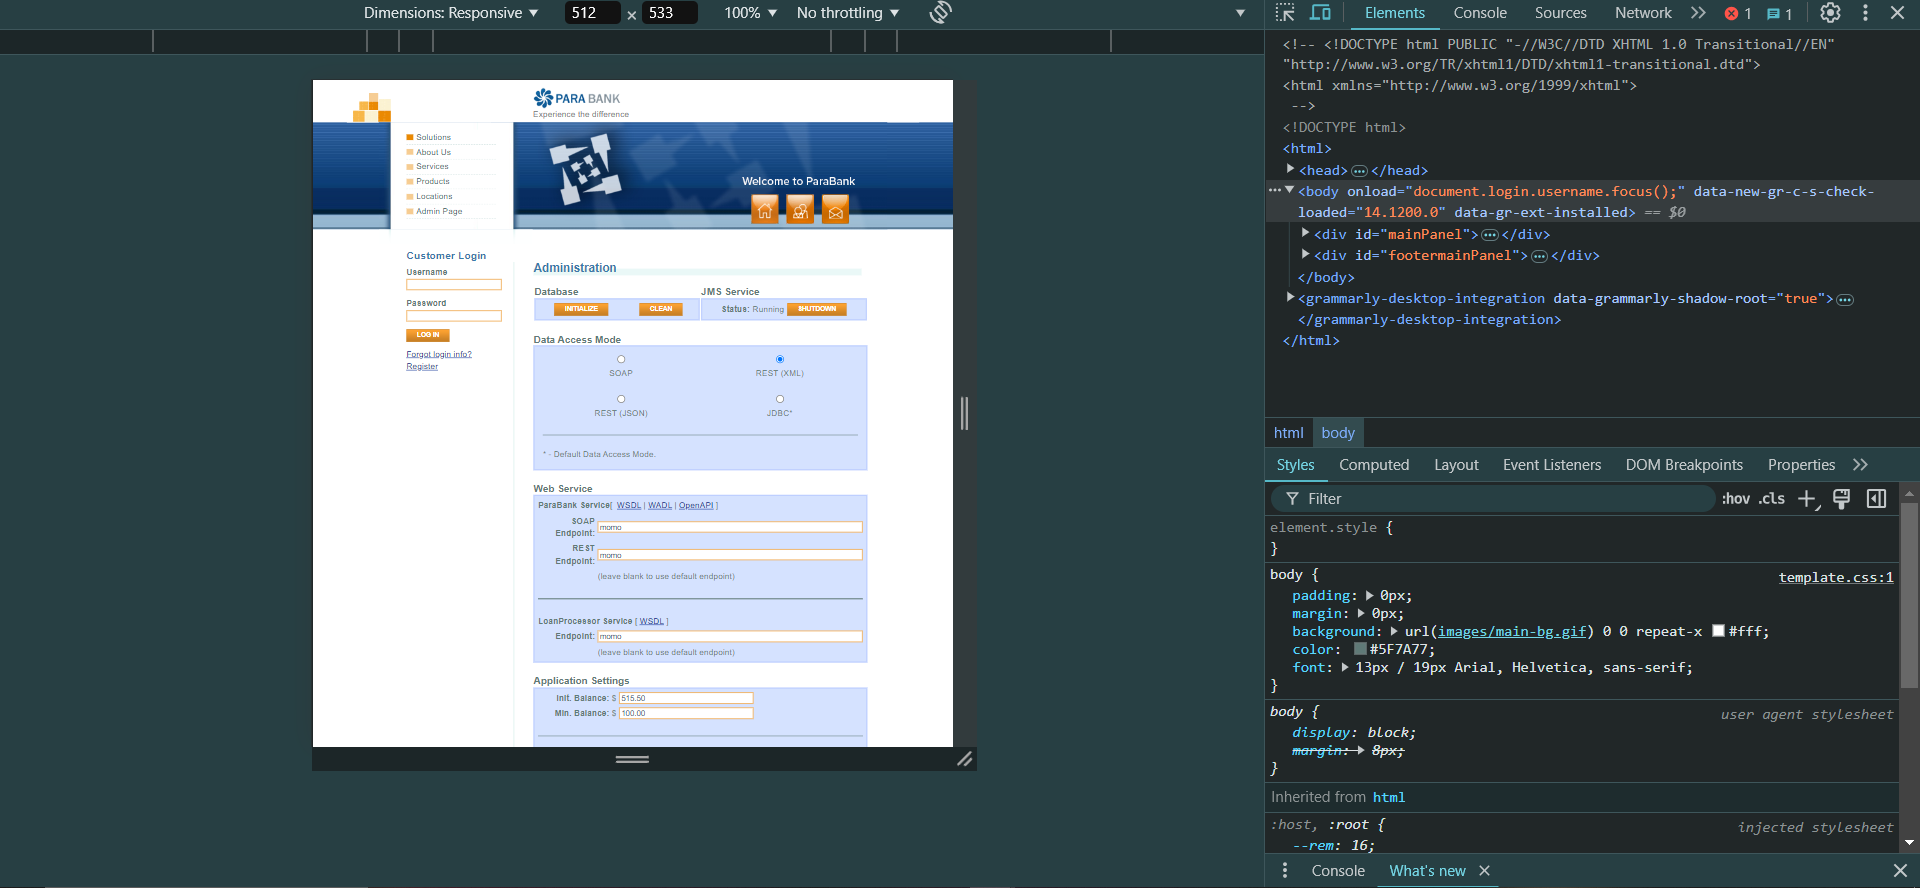 Dimensions: Responsive 512 × 533 100% No throttling
PARA BANK
Experience the difference
Solutions
About Us
Services
Products
Locations
Admin Page
Welcome to ParaBank
Customer Login
Username
Password
LOG IN
Forgot login info?
Register
Administration
Database
INITIALIZE CLEAN
JMS Service
Status: Running SHUTDOWN
Data Access Mode
SOAP REST (XML)
REST (JSON) JDBC*
* - Default Data Access Mode.
Web Service
ParaBank Service[ WSDL | WADL | OpenAPI ]
SOAP
Endpoint: momo
REST
Endpoint: momo
(leave blank to use default endpoint)
LoanProcessor Service [ WSDL ]
Endpoint: momo
(leave blank to use default endpoint)
Application Settings
Init. Balance: $ 515.50
Min. Balance: $ 100.00
Elements Console Sources Network 1 1
<!-- <!DOCTYPE html PUBLIC "-//W3C//DTD XHTML 1.0 Transitional//EN"
"http://www.w3.org/TR/xhtml1/DTD/xhtml1-transitional.dtd">
<html xmlns="http://www.w3.org/1999/xhtml">
-->
<!DOCTYPE html>
<html>
<head>…</head>
<body onload="document.login.username.focus();" data-new-gr-c-s-check-
loaded="14.1200.0" data-gr-ext-installed> == $0
<div id="mainPanel">…</div>
<div id="footermainPanel">…</div>
</body>
<grammarly-desktop-integration data-grammarly-shadow-root="true">…
</grammarly-desktop-integration>
</html>
html body
Styles Computed Layout Event Listeners DOM Breakpoints Properties
Filter :hov .cls
element.style {
}
body { template.css:1
padding: 0px;
margin: 0px;
background: url(images/main-bg.gif) 0 0 repeat-x #fff;
color: #5F7A77;
font: 13px / 19px Arial, Helvetica, sans-serif;
}
body { user agent stylesheet
display: block;
margin: 8px;
}
Inherited from html
:host, :root { injected stylesheet
--rem: 16;
Console What's new